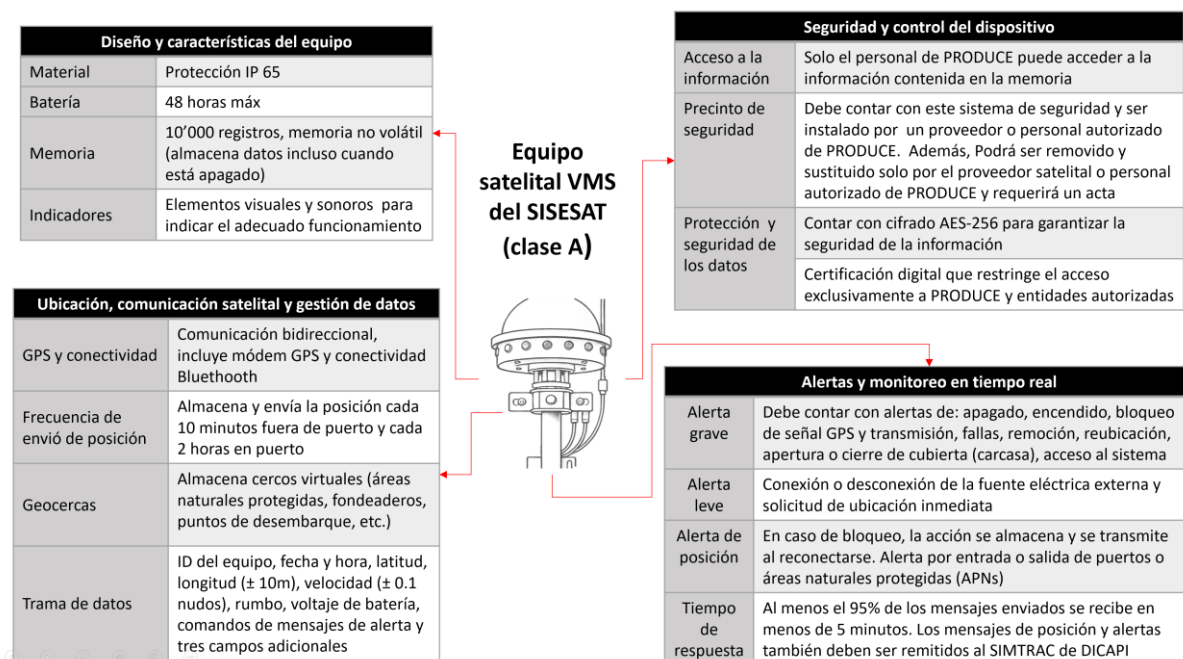 Diseño y características del equipo
Material Protección IP 65
Batería 48 horas máx
Memoria
10’000 registros, memoria no volátil
(almacena datos incluso cuando
está apagado)
Indicadores
Elementos visuales y sonoros para
indicar el adecuado funcionamiento
Equipo
satelital VMS
del SISESAT
(clase A)
Seguridad y control del dispositivo
Acceso a la
información
Solo el personal de PRODUCE puede acceder a la
información contenida en la memoria
Precinto de
seguridad
Debe contar con este sistema de seguridad y ser
instalado por un proveedor o personal autorizado
de PRODUCE. Además, Podrá ser removido y
sustituido solo por el proveedor satelital o personal
autorizado de PRODUCE y requerirá un acta
Protección y
seguridad de
los datos
Contar con cifrado AES-256 para garantizar la
seguridad de la información
Certificación digital que restringe el acceso
exclusivamente a PRODUCE y entidades autorizadas
Ubicación, comunicación satelital y gestión de datos
GPS y conectividad
Comunicación bidireccional,
incluye módem GPS y conectividad
Bluethooth
Frecuencia de
envió de posición
Almacena y envía la posición cada
10 minutos fuera de puerto y cada
2 horas en puerto
Geocercas
Almacena cercos virtuales (áreas
naturales protegidas, fondeaderos,
puntos de desembarque, etc.)
Trama de datos
ID del equipo, fecha y hora, latitud,
longitud (± 10m), velocidad (± 0.1
nudos), rumbo, voltaje de batería,
comandos de mensajes de alerta y
tres campos adicionales
Alertas y monitoreo en tiempo real
Alerta
grave
Debe contar con alertas de: apagado, encendido, bloqueo
de señal GPS y transmisión, fallas, remoción, reubicación,
apertura o cierre de cubierta (carcasa), acceso al sistema
Alerta
leve
Conexión o desconexión de la fuente eléctrica externa y
solicitud de ubicación inmediata
Alerta de
posición
En caso de bloqueo, la acción se almacena y se transmite
al reconectarse. Alerta por entrada o salida de puertos o
áreas naturales protegidas (APNs)
Tiempo
de
respuesta
Al menos el 95% de los mensajes enviados se recibe en
menos de 5 minutos. Los mensajes de posición y alertas
también deben ser remitidos al SIMTRAC de DICAPI